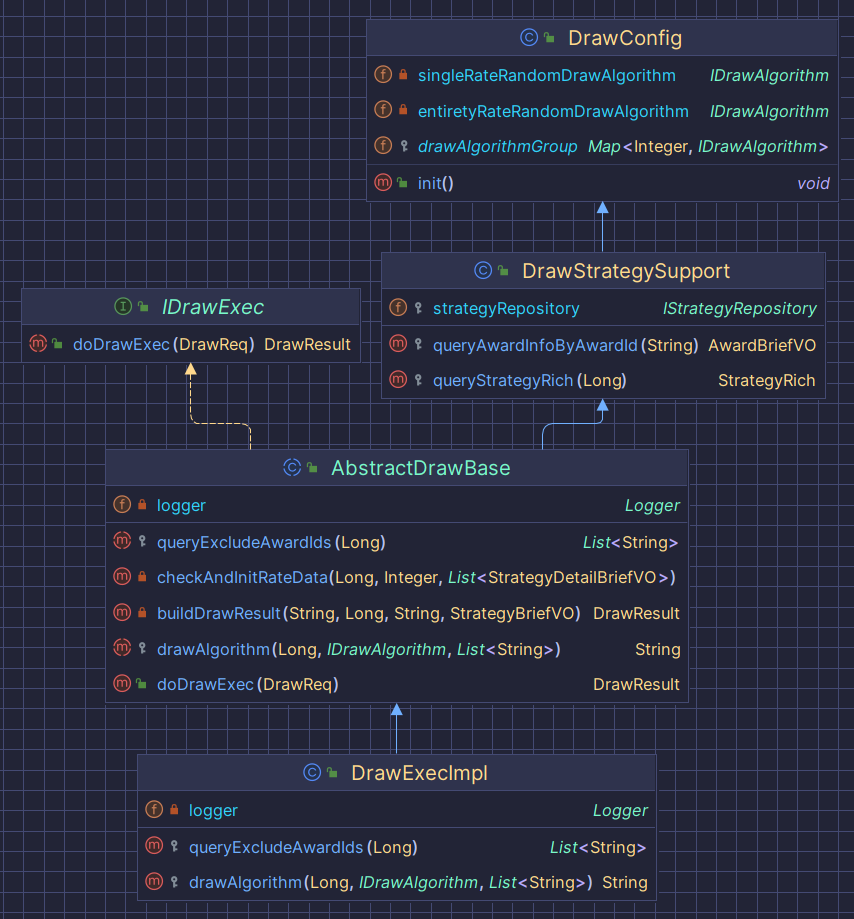 DrawConfig
singleRateRandomDrawAlgorithm IDrawAlgorithm
entiretyRateRandomDrawAlgorithm IDrawAlgorithm
drawAlgorithmGroup Map<Integer, IDrawAlgorithm>
init() void
DrawStrategySupport
strategyRepository IStrategyRepository
queryAwardInfoByAwardId(String) AwardBriefVO
queryStrategyRich(Long) StrategyRich
IDrawExec
doDrawExec(DrawReq) DrawResult
AbstractDrawBase
logger Logger
queryExcludeAwardIds(Long) List<String>
checkAndInitRateData(Long, Integer, List<StrategyDetailBriefVO>)
buildDrawResult(String, Long, String, StrategyBriefVO) DrawResult
drawAlgorithm(Long, IDrawAlgorithm, List<String>) String
doDrawExec(DrawReq) DrawResult
DrawExecImpl
logger Logger
queryExcludeAwardIds(Long) List<String>
drawAlgorithm(Long, IDrawAlgorithm, List<String>) String